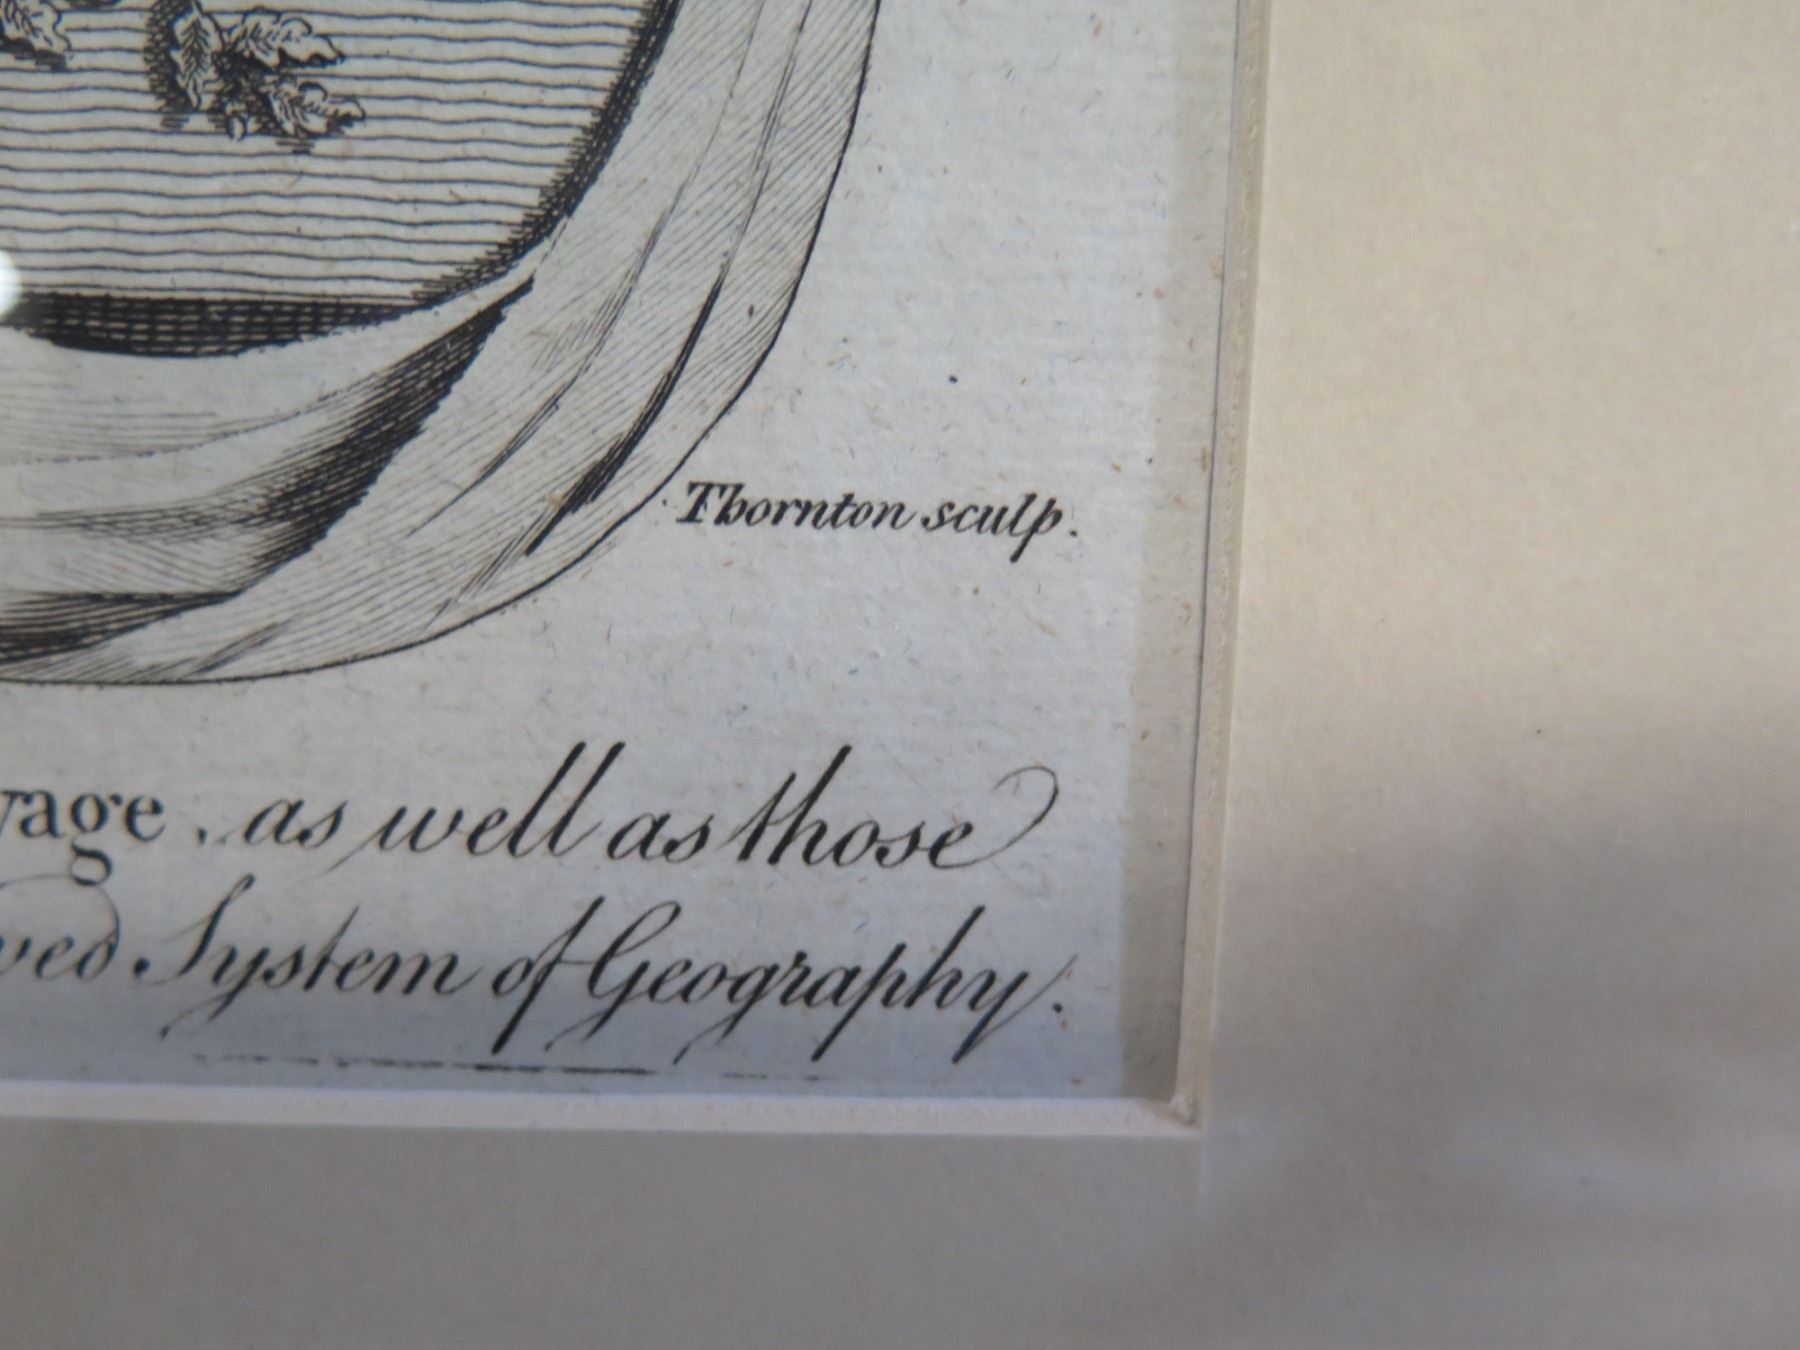 Thornton sculp.
yage, as well as those
ved System of Geography.